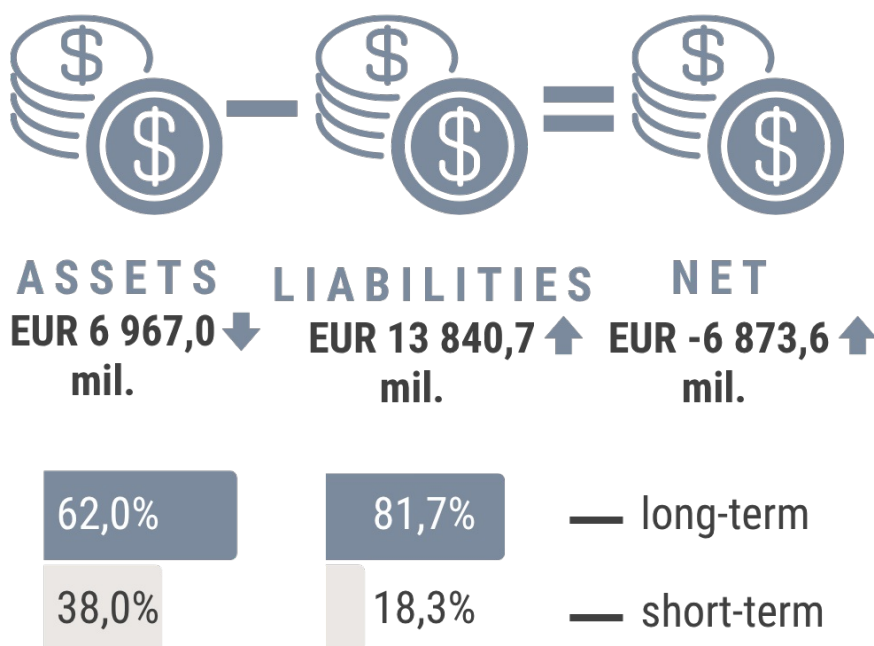 ASSETS
EUR 6 967,0
mil.
LIABILITIES
EUR 13 840,7
mil.
NET
EUR -6 873,6
mil.
62,0%
81,7%
long-term
38,0%
18,3%
short-term